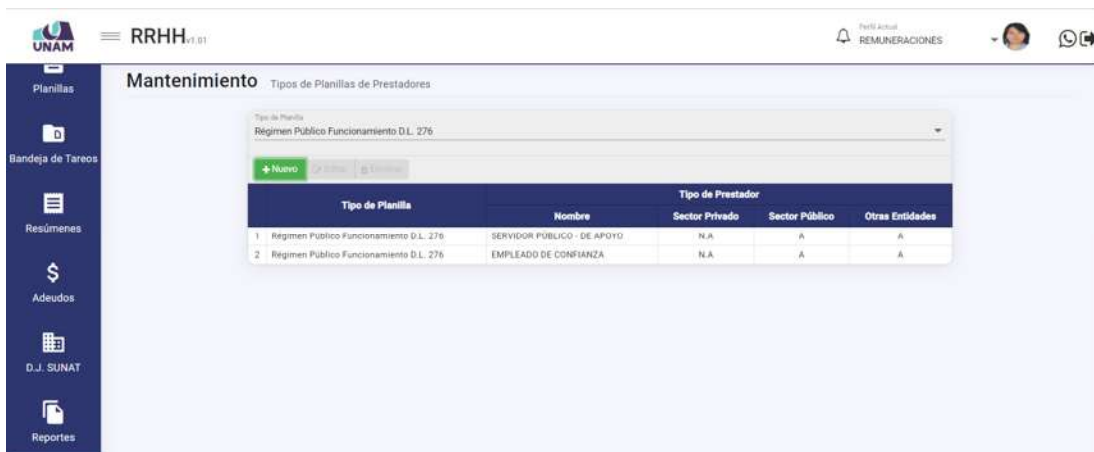 UNAM
RRHH v1.01
Perfil Actual
REMUNERACIONES
Planillas
Bandeja de Tareos
Resúmenes
Adeudos
D.J. SUNAT
Reportes
Mantenimiento Tipos de Planillas de Prestadores
Tipo de Planilla
Régimen Público Funcionamiento D.L. 276
+ Nuevo Editar Eliminar
Tipo de Planilla Tipo de Prestador
Nombre Sector Privado Sector Público Otras Entidades
1 Régimen Público Funcionamiento D.L. 276 SERVIDOR PÚBLICO - DE APOYO N.A A A
2 Régimen Público Funcionamiento D.L. 276 EMPLEADO DE CONFIANZA N.A A A